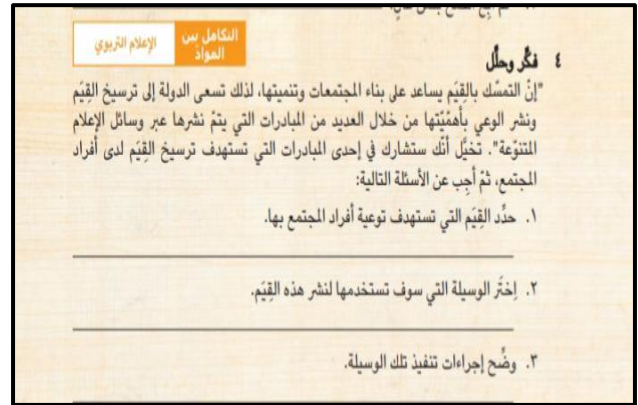 التكامل بين المواد
الإعلام التربوي
٤ فكِّر وحلِّل
"إنّ التمسّك بالقِيَم يساعد على بناء المجتمعات وتنميتها، لذلك تسعى الدولة إلى ترسيخ القِيَم
ونشر الوعي بأهمّيّتها من خلال العديد من المبادرات التي يتمّ نشرها عبر وسائل الإعلام
المتنوّعة". تخيَّل أنّك ستشارك في إحدى المبادرات التي تستهدف ترسيخ القِيَم لدى أفراد
المجتمع، ثمّ أجِب عن الأسئلة التالية:
١. حدِّد القِيَم التي تستهدف توعية أفراد المجتمع بها.
٢. اِختَر الوسيلة التي سوف تستخدمها لنشر هذه القِيَم.
٣. وضِّح إجراءات تنفيذ تلك الوسيلة.